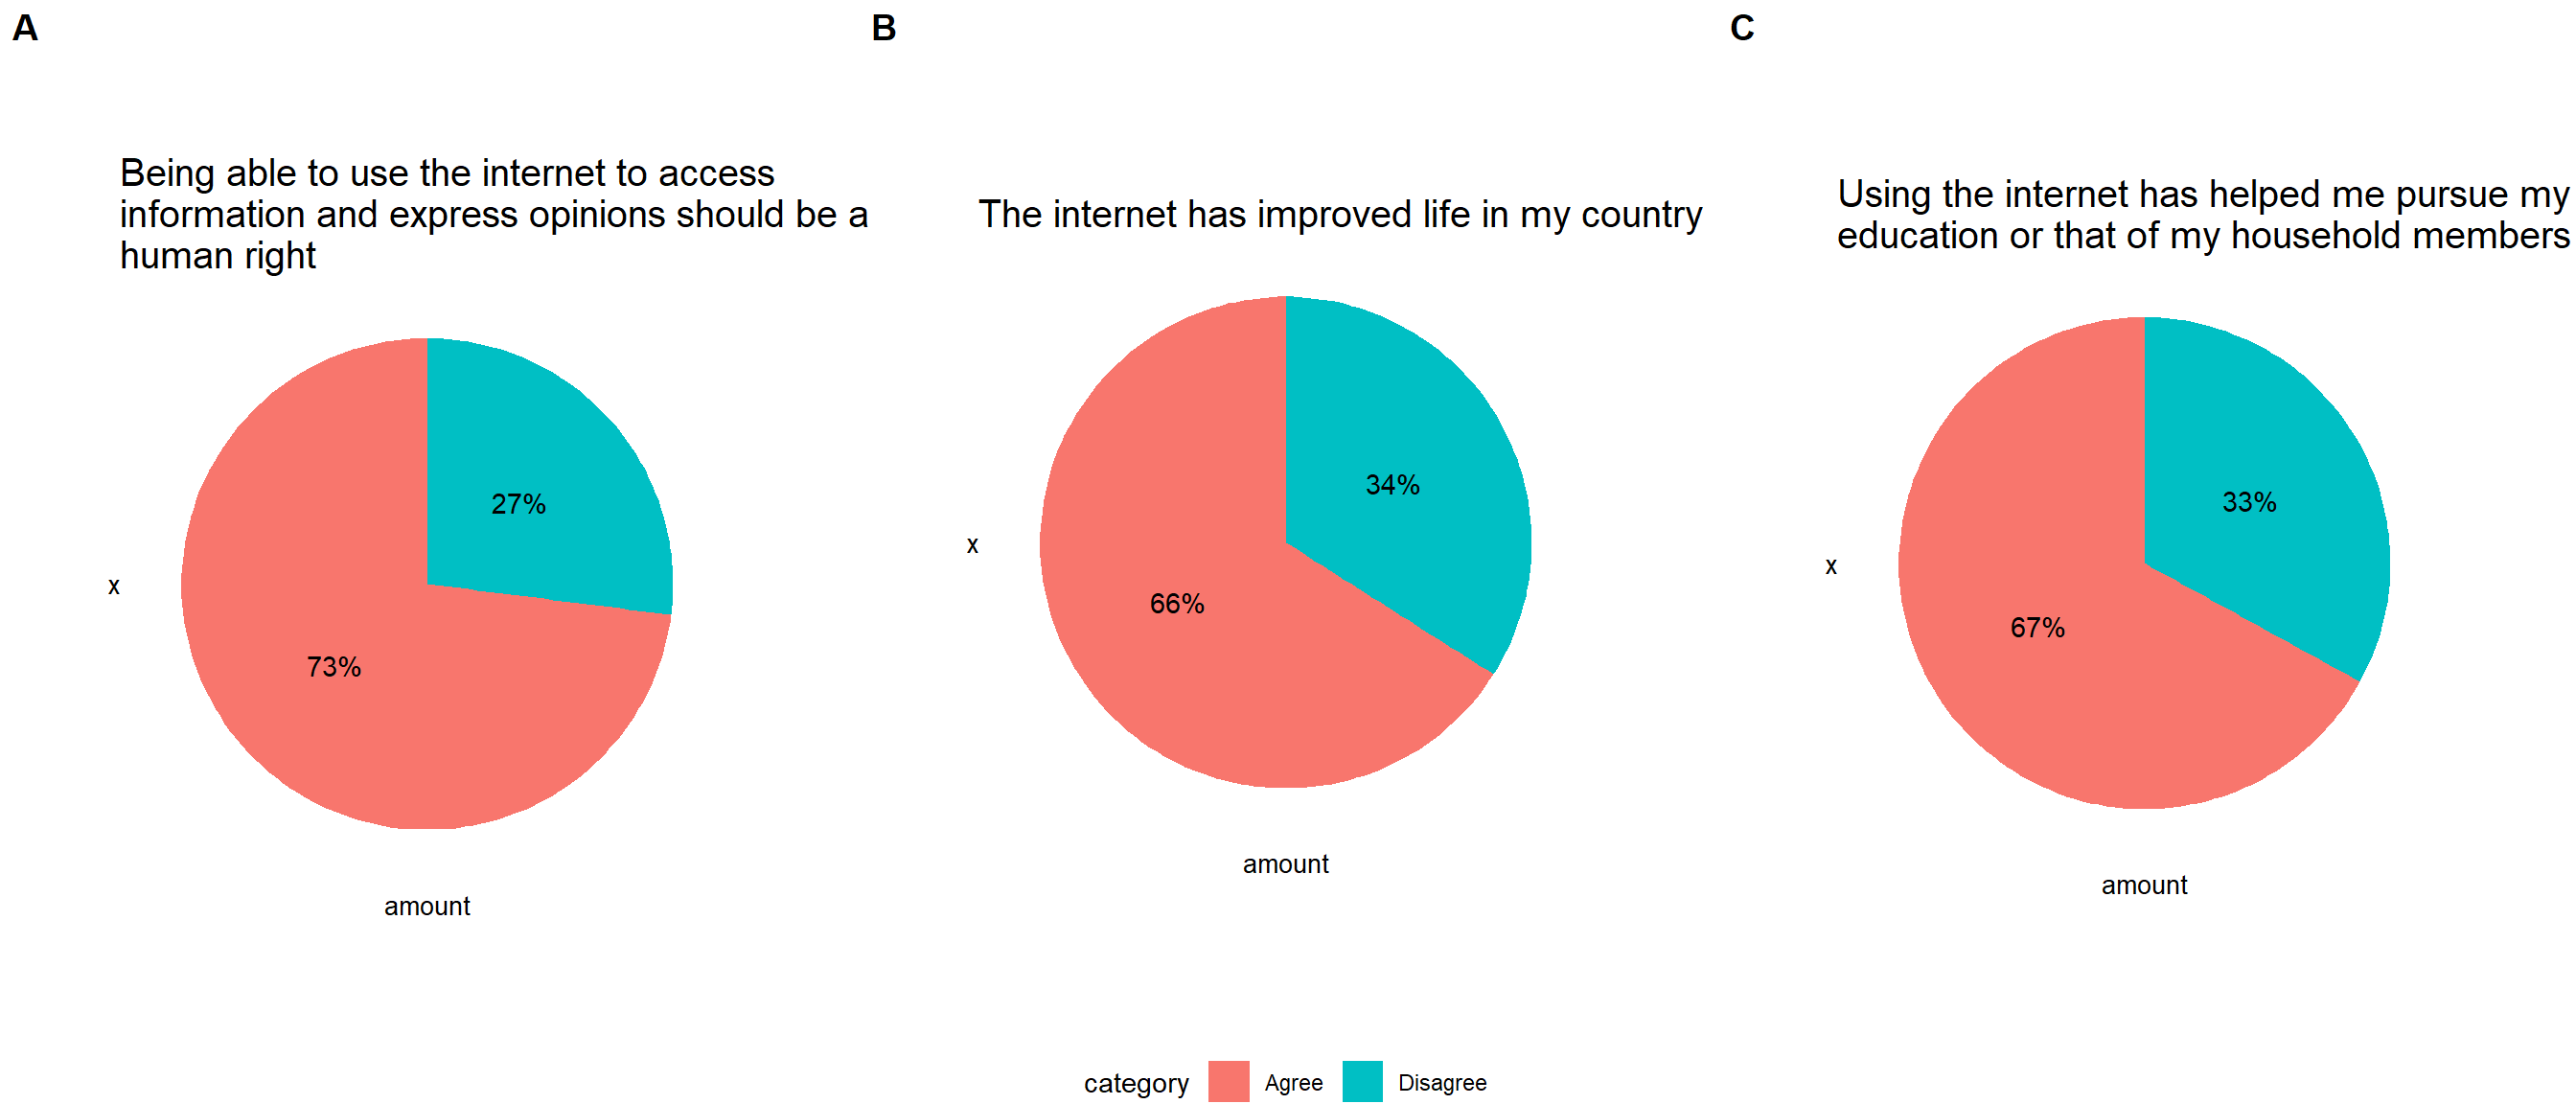 A
Being able to use the internet to access
information and express opinions should be a
human right
27%
73%
x
amount
B
The internet has improved life in my country
34%
66%
x
amount
C
Using the internet has helped me pursue my
education or that of my household members
33%
67%
x
amount
category Agree Disagree